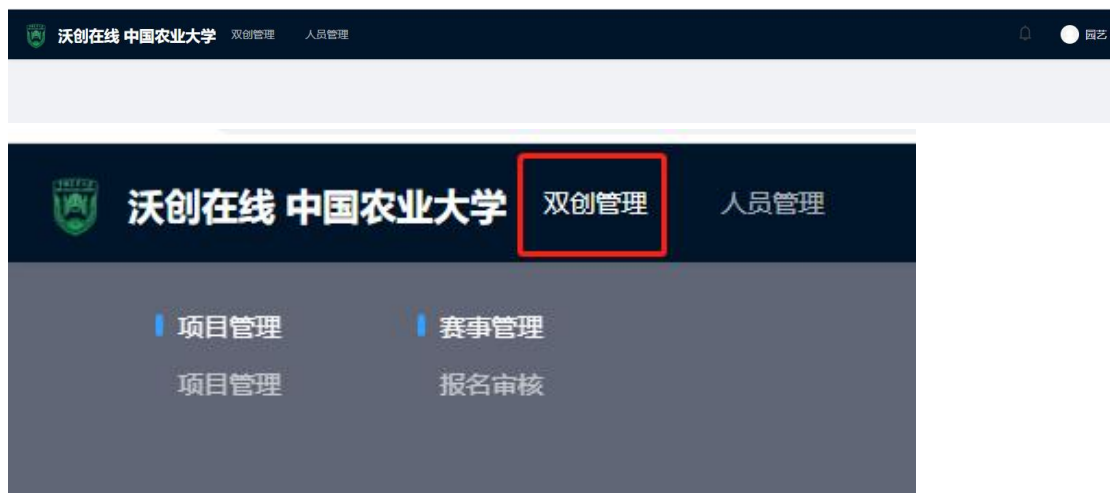 沃创在线 中国农业大学 双创管理 人员管理 园艺
沃创在线 中国农业大学 双创管理 人员管理
项目管理 赛事管理
项目管理 报名审核